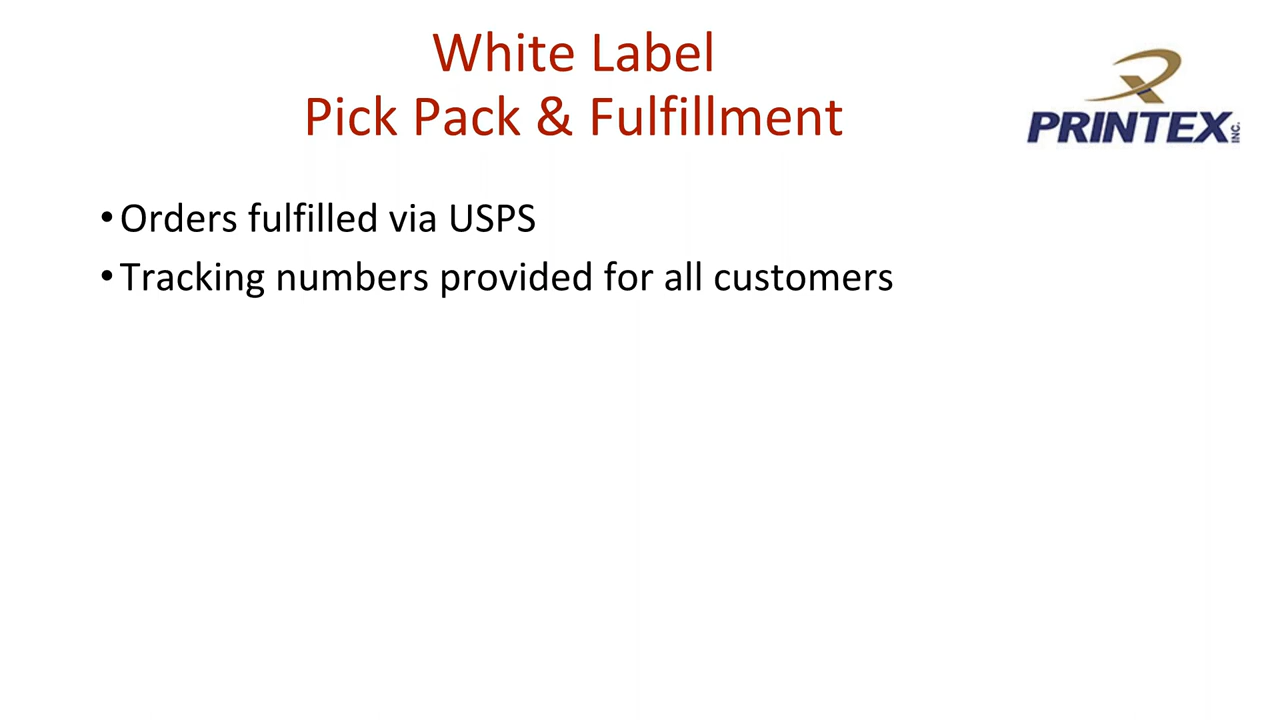 White Label
Pick Pack & Fulfillment
PRINTEX INC.
• Orders fulfilled via USPS
• Tracking numbers provided for all customers